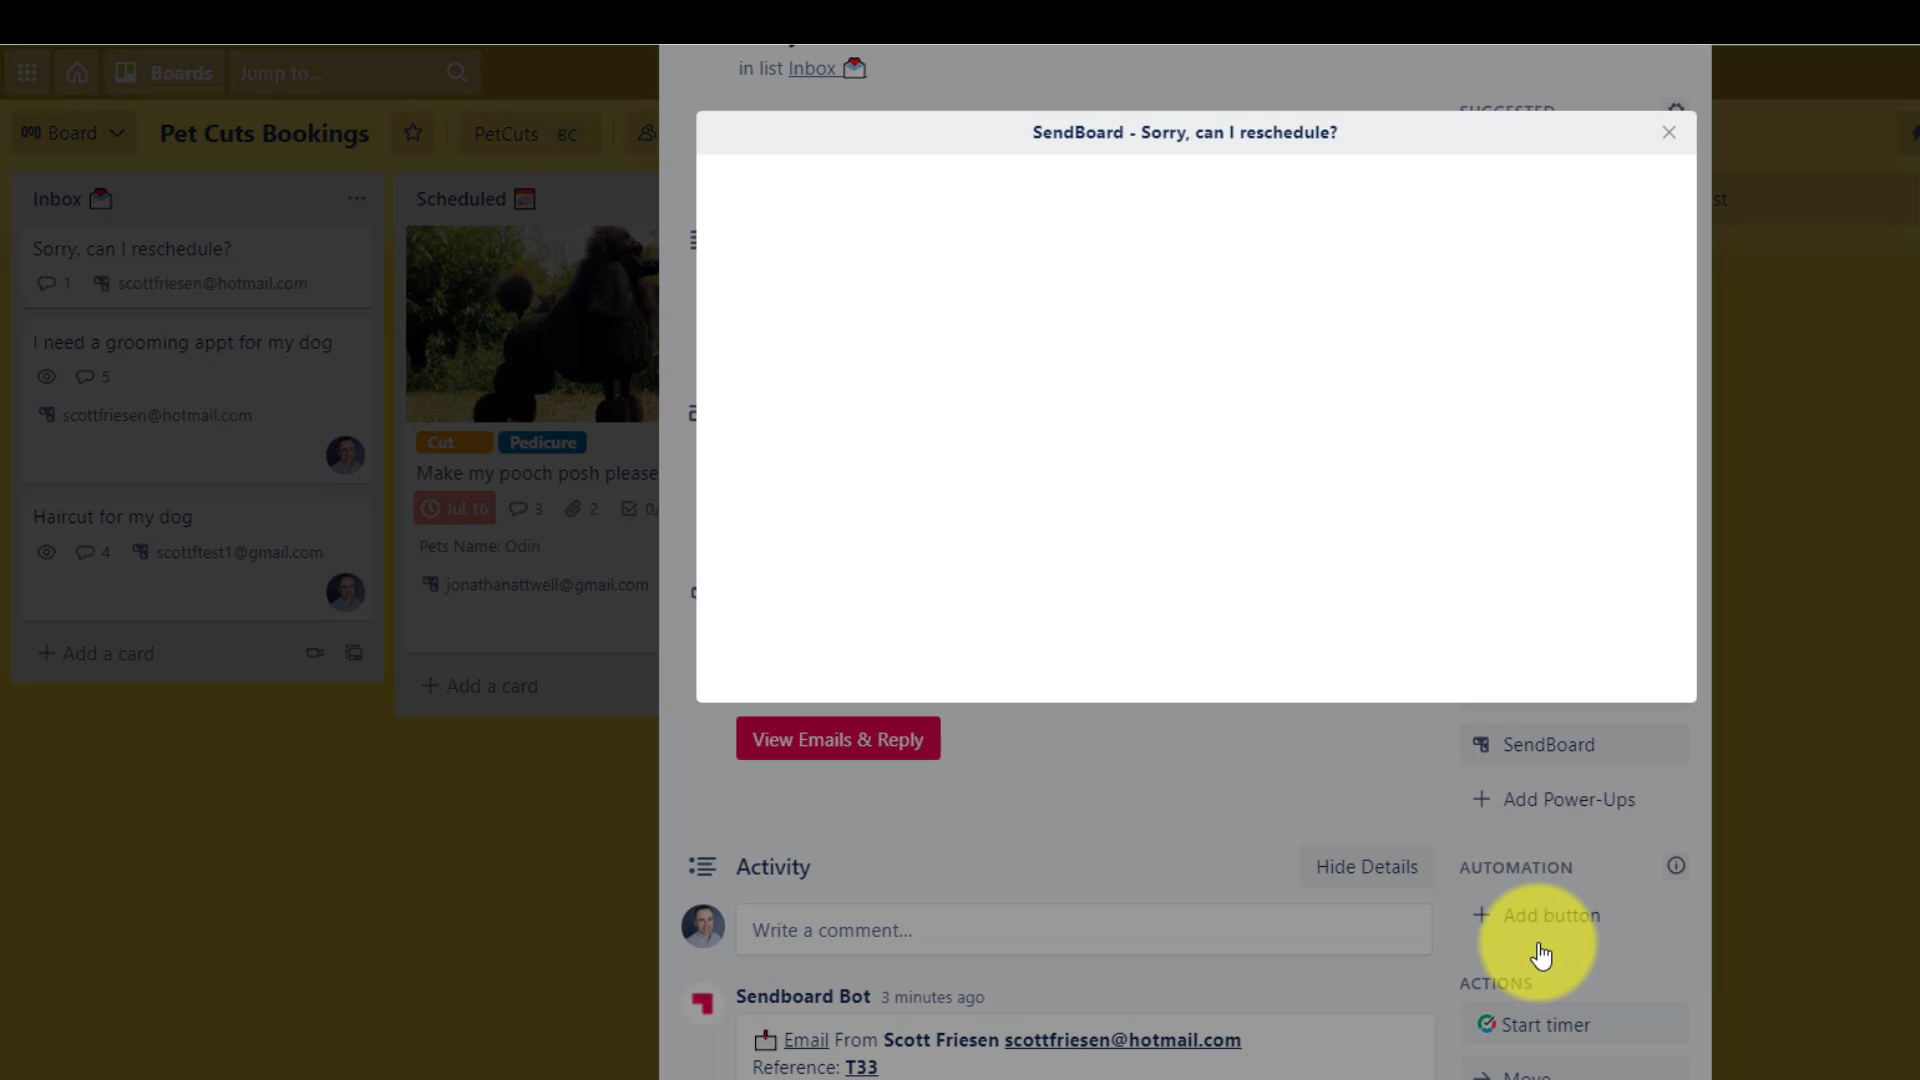 in list Inbox
SUGGESTED
Boards
Jump to...
Board
Pet Cuts Bookings
PetCuts BC
SendBoard - Sorry, can I reschedule?
Inbox
Sorry, can I reschedule?
1 scottfriesen@hotmail.com
I need a grooming appt for my dog
5
scottfriesen@hotmail.com
Haircut for my dog
4 scottftest1@gmail.com
+ Add a card
Scheduled
Cut Pedicure
Make my pooch posh please
Jul 16 3 2 0/
Pets Name: Odin
jonathanattwell@gmail.com
+ Add a card
st
View Emails & Reply
SendBoard
+ Add Power-Ups
Activity
Hide Details
AUTOMATION
Write a comment...
+ Add button
Sendboard Bot 3 minutes ago
ACTIONS
Email From Scott Friesen scottfriesen@hotmail.com
Reference: T33
Start timer
Move